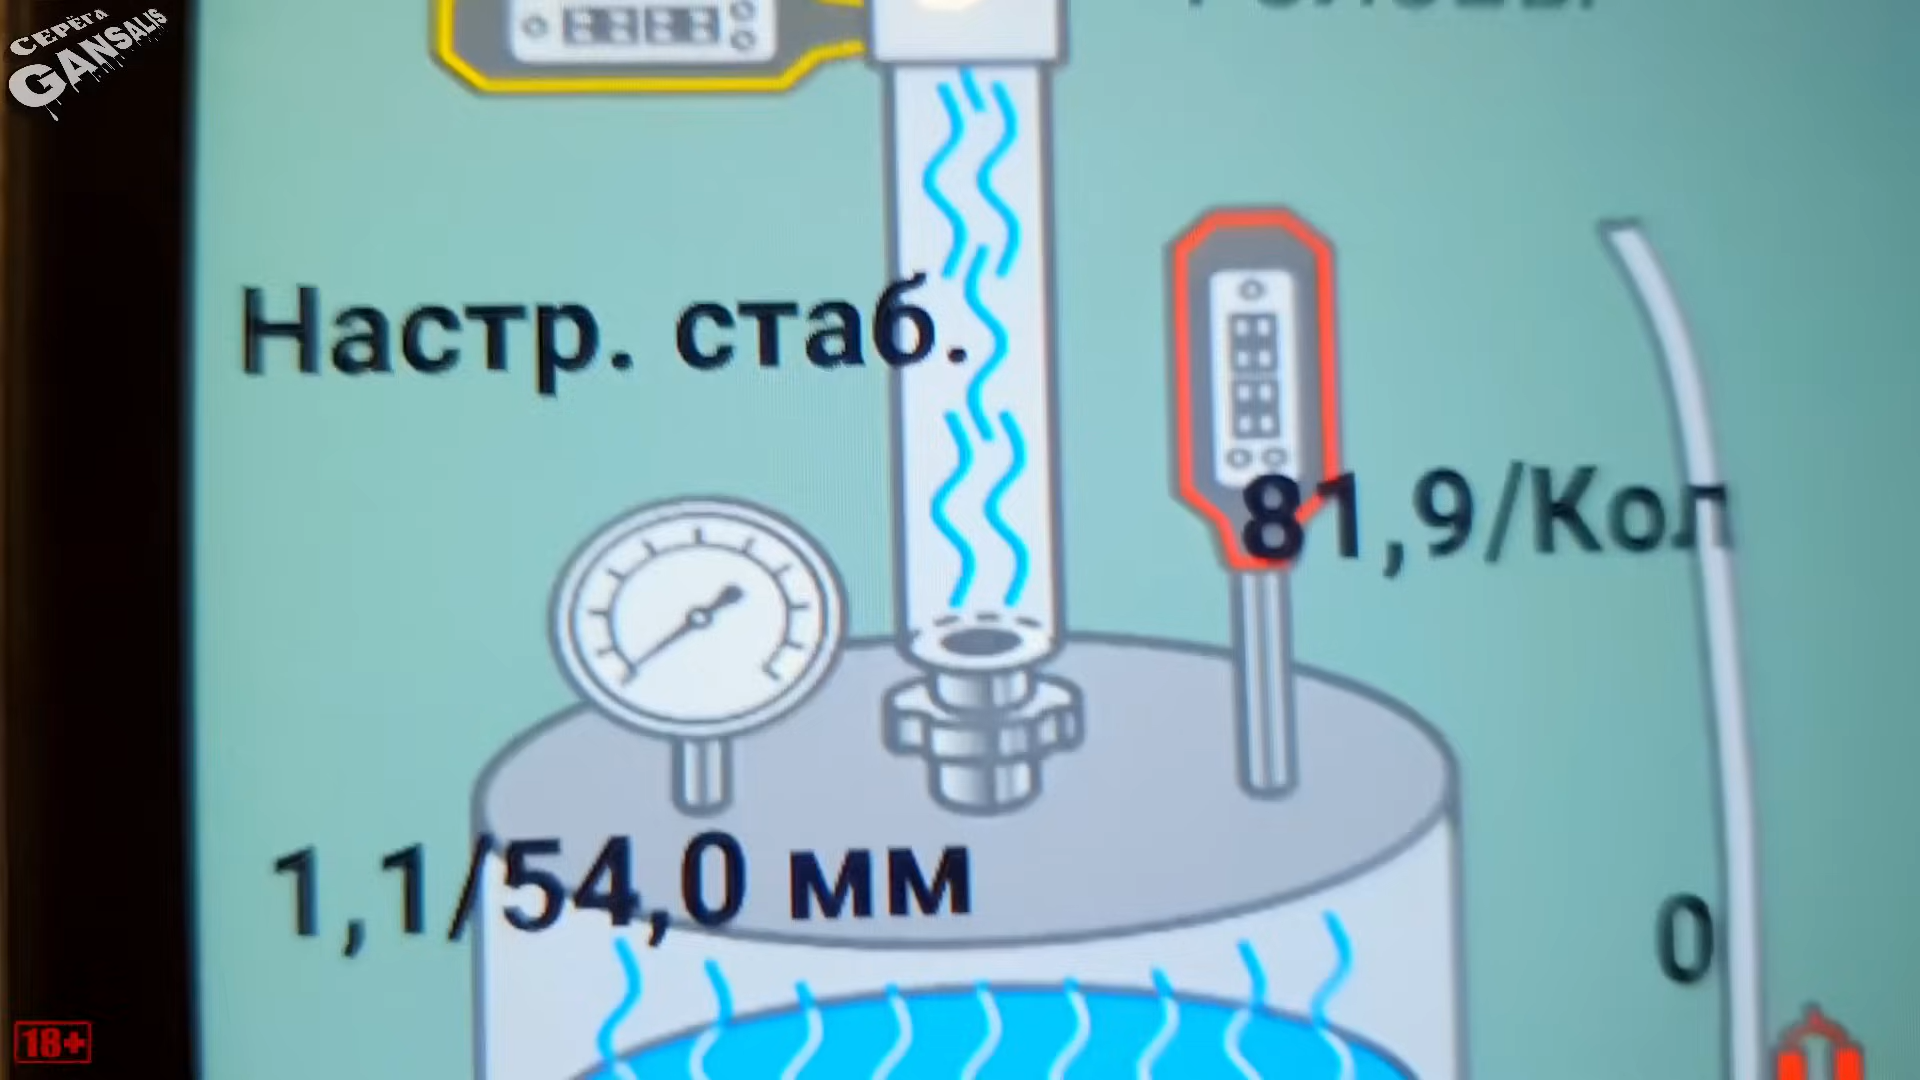 СЕРЁГА
GANSALIS
Настр. стаб.
81,9/Кол
1,1/54,0 мм
0
18+